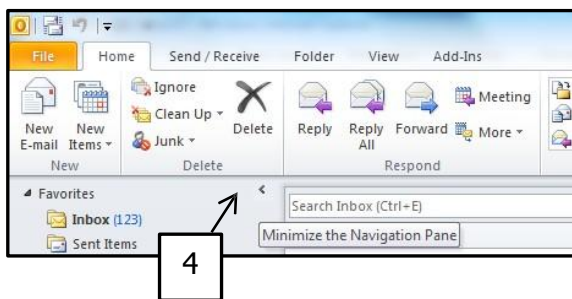 File Home Send / Receive Folder View Add-Ins
Ignore
Clean Up
Junk
New E-mail
New Items
Delete
Reply
Reply All
Forward
Meeting
More
New Delete Respond
Favorites
Search Inbox (Ctrl+E)
Inbox (123)
Minimize the Navigation Pane
Sent Items
4